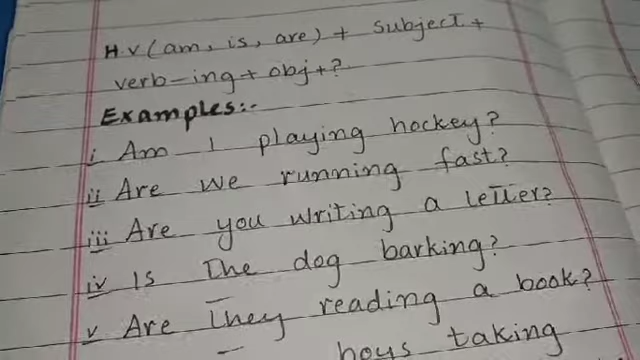 H.V (am, is, are) + subject +
verb-ing + obj + ?
Examples:-
i Am I playing hockey?
ii Are we running fast?
iii Are you writing a letter?
iv Is the dog barking?
v Are they reading a book?
boys taking